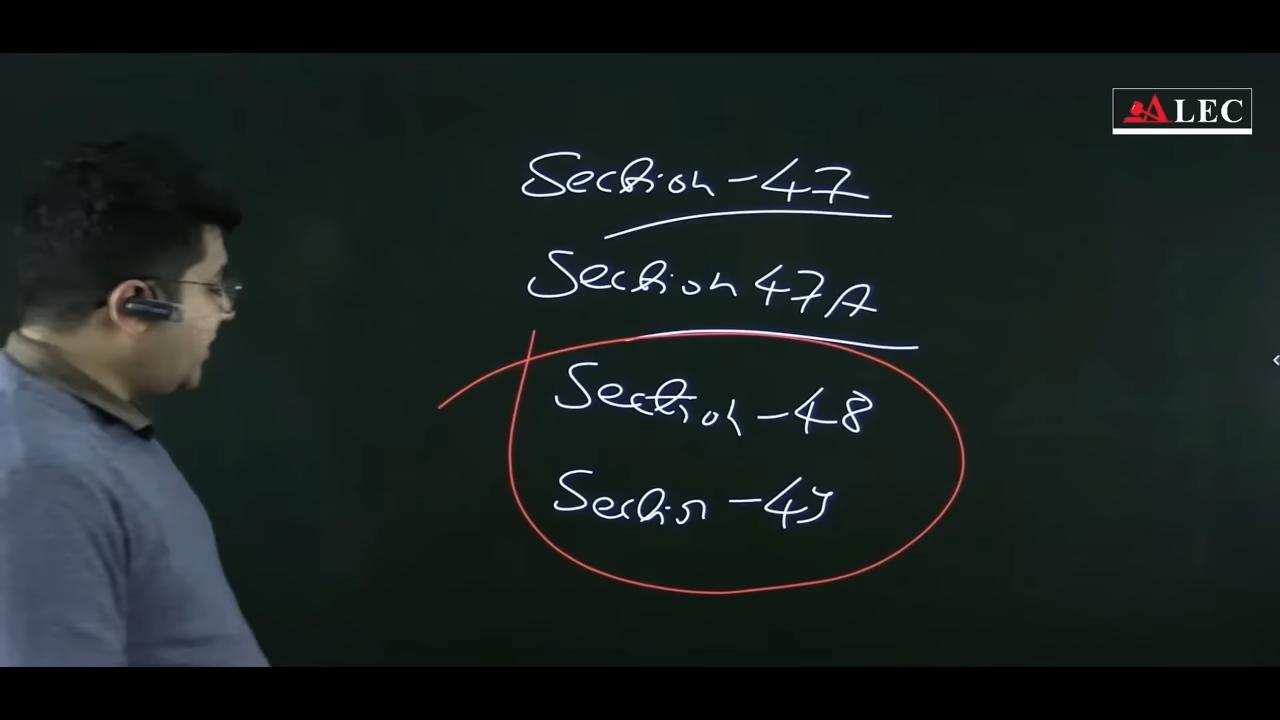 ALEC
Section - 47
Section 47A
Section - 48
Section - 49